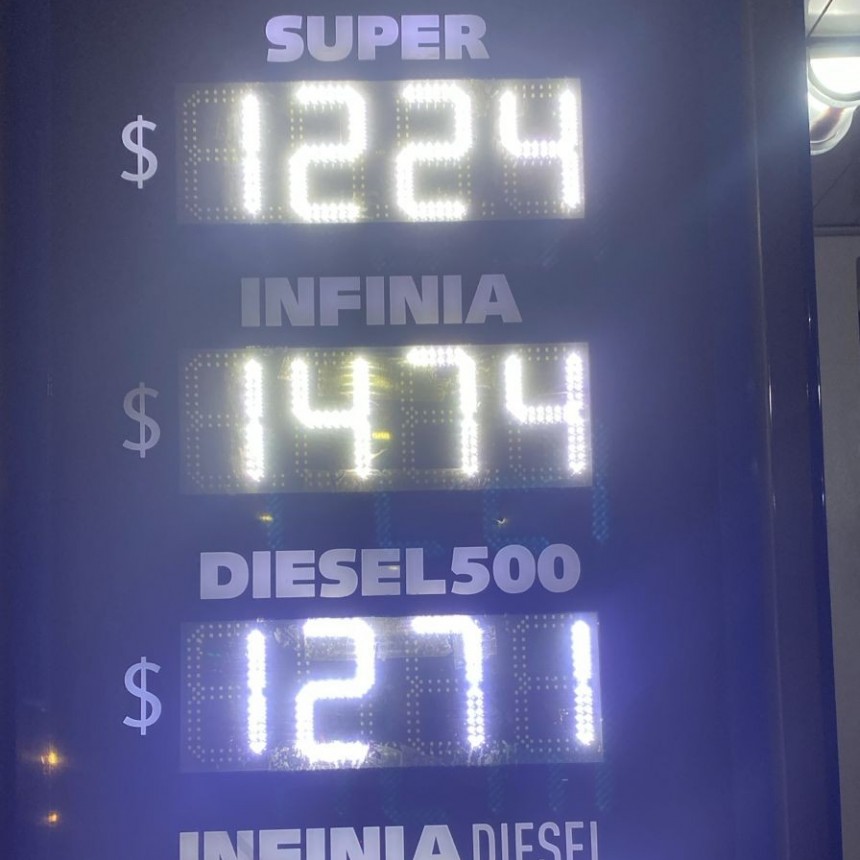 SUPER
$ 1224
INFINIA
$ 1474
DIESEL500
$ 1271
INFINIA DIESEL